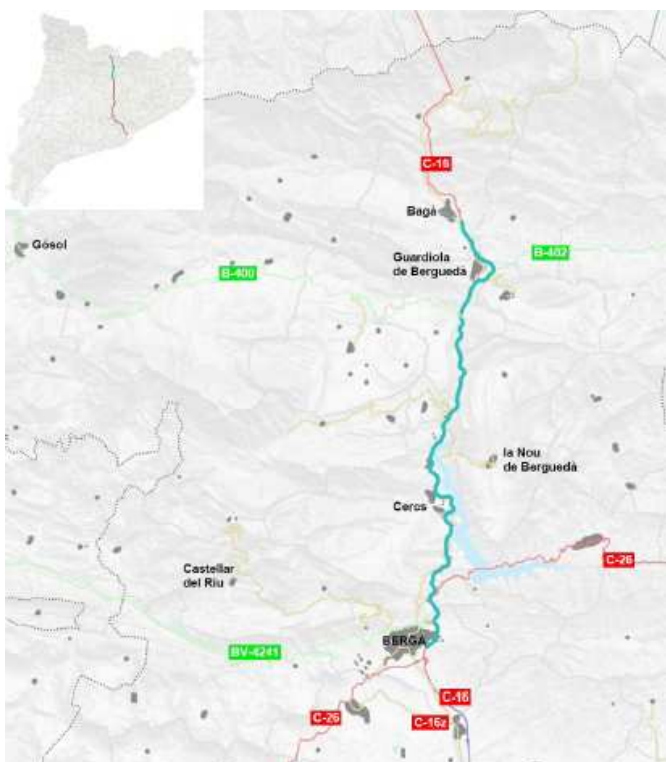 C-16
Bagà
Gósol
Guardiola
de Berguedà
B-402
B-400
la Nou
de Berguedà
Cercs
C-26
Castellar
del Riu
BERGA
BV-4241
C-16
C-26
C-16z